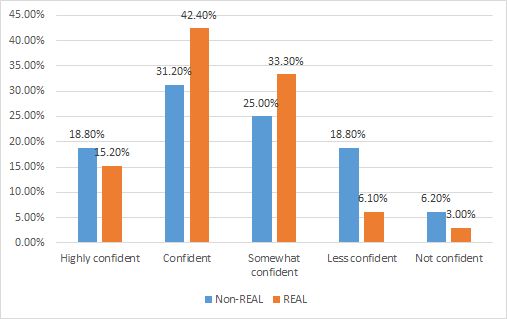 45.00%
40.00%
35.00%
30.00%
25.00%
20.00%
15.00%
10.00%
5.00%
0.00%
18.80%
15.20%
31.20%
42.40%
25.00%
33.30%
18.80%
6.10%
6.20%
3.00%
Highly confident
Confident
Somewhat
confident
Less confident
Not confident
Non-REAL
REAL